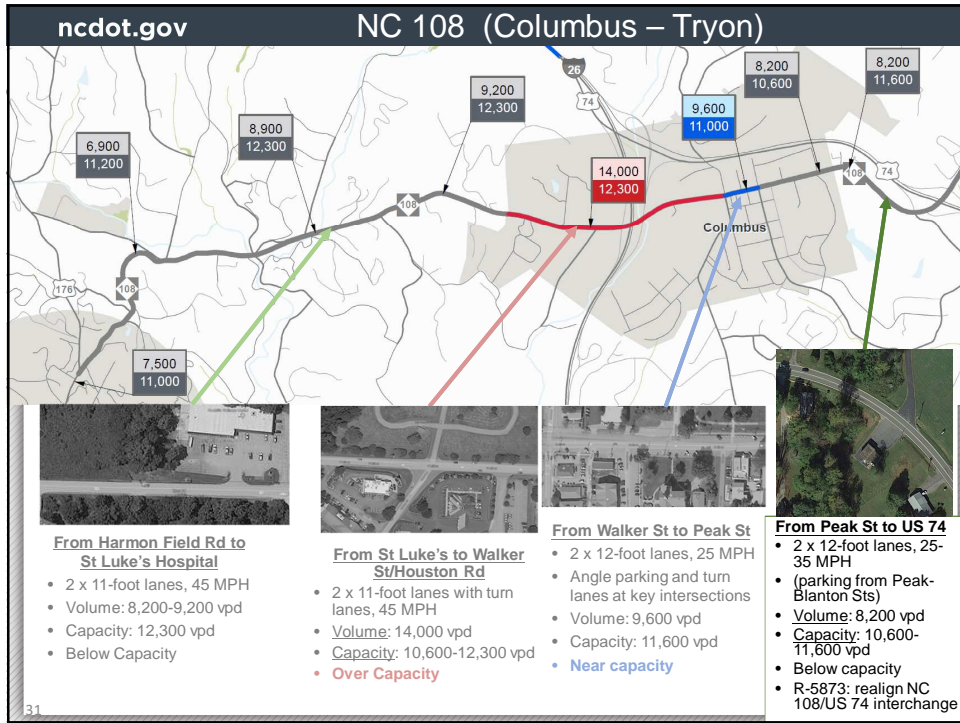 ncdot.gov
NC 108 (Columbus – Tryon)
26
74
8,200
10,600
8,200
11,600
9,200
12,300
9,600
11,000
8,900
12,300
6,900
11,200
14,000
12,300
74
108
108
Columbus
108
176
7,500
11,000
From Harmon Field Rd to
St Luke's Hospital
• 2 x 11-foot lanes, 45 MPH
• Volume: 8,200-9,200 vpd
• Capacity: 12,300 vpd
• Below Capacity
From St Luke's to Walker
St/Houston Rd
• 2 x 11-foot lanes with turn
lanes, 45 MPH
• Volume: 14,000 vpd
• Capacity: 10,600-12,300 vpd
• Over Capacity
From Walker St to Peak St
• 2 x 12-foot lanes, 25 MPH
• Angle parking and turn
lanes at key intersections
• Volume: 9,600 vpd
• Capacity: 11,600 vpd
• Near capacity
From Peak St to US 74
• 2 x 12-foot lanes, 25-
35 MPH
• (parking from Peak-
Blanton Sts)
• Volume: 8,200 vpd
• Capacity: 10,600-
11,600 vpd
• Below capacity
• R-5873: realign NC
108/US 74 interchange
31